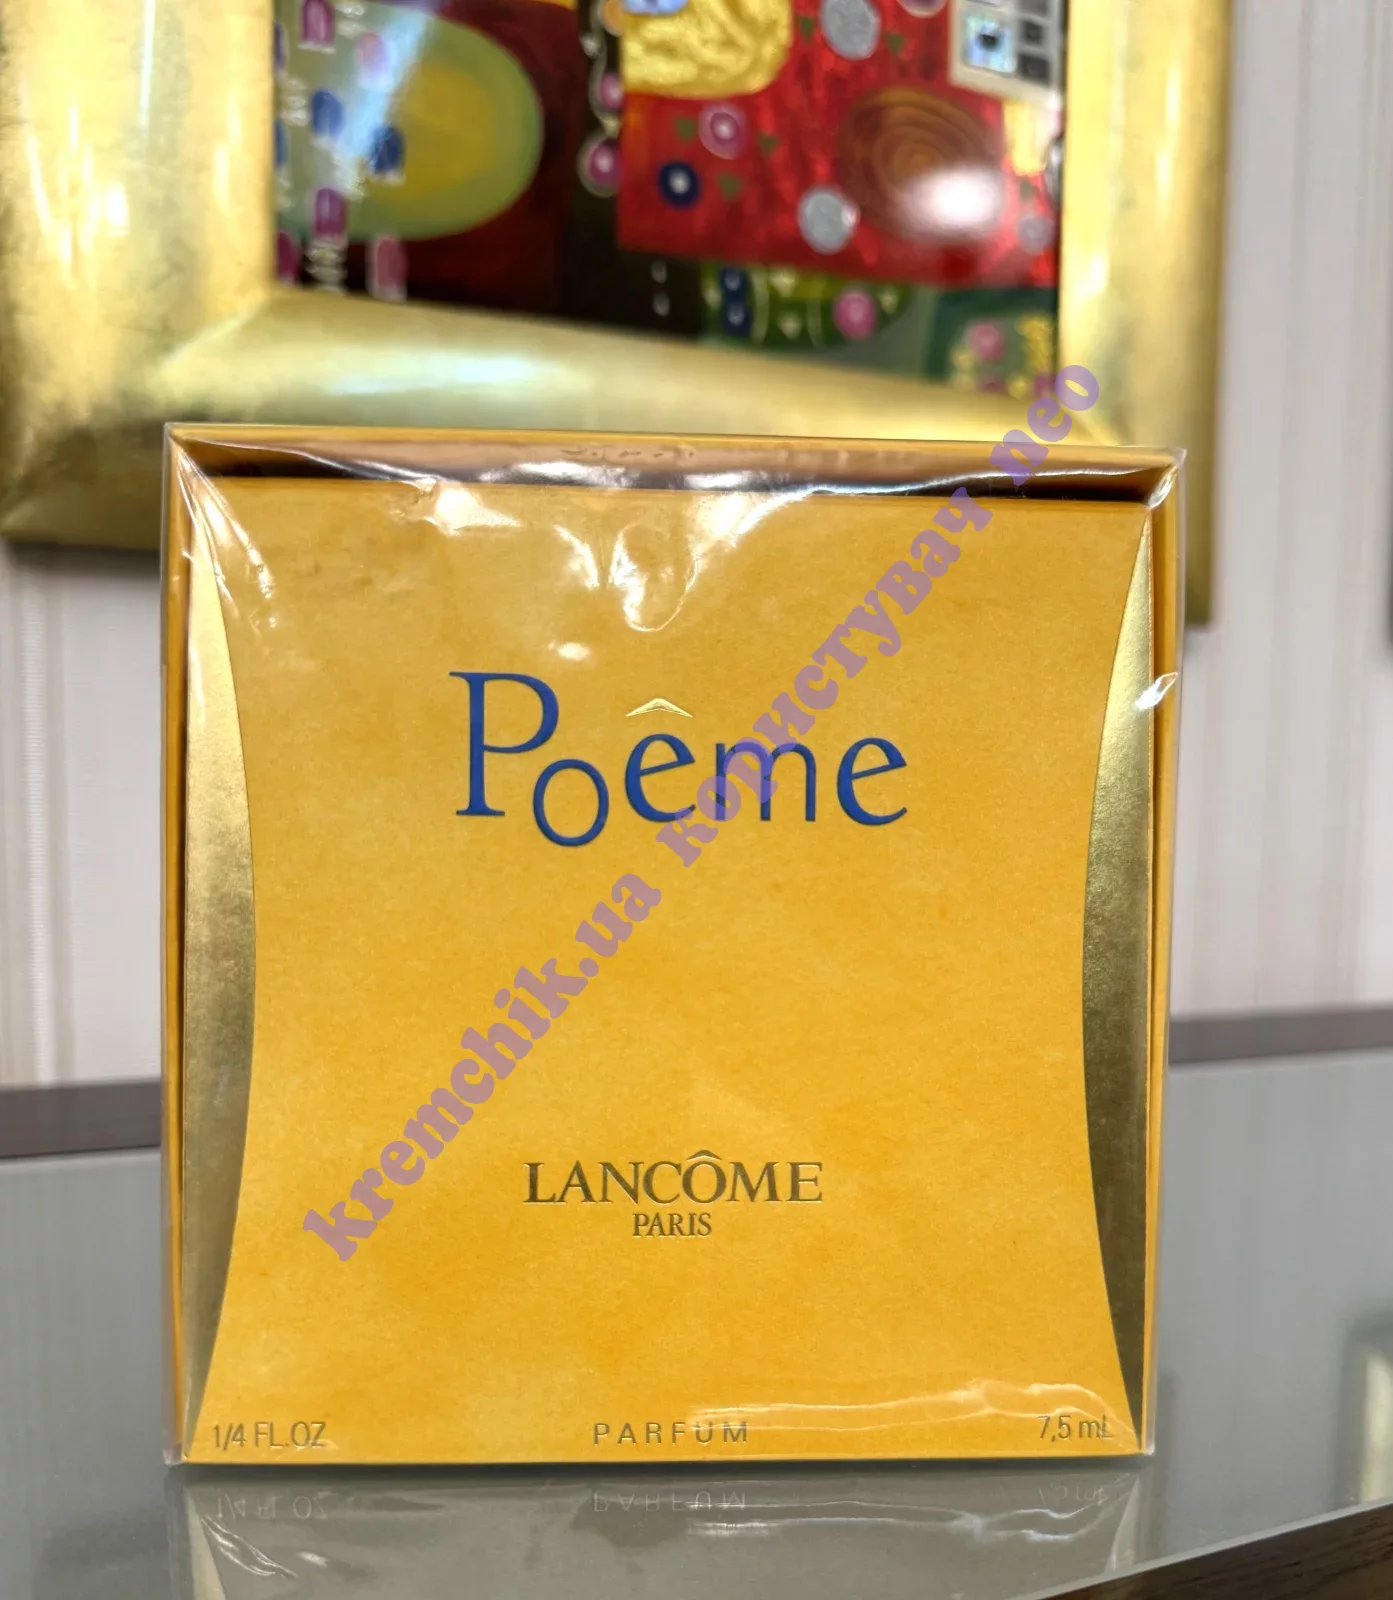 Poême
LANCÔME
PARIS
1/4 FL.OZ PARFUM 7,5 mL
kremchik.ua користувач neo